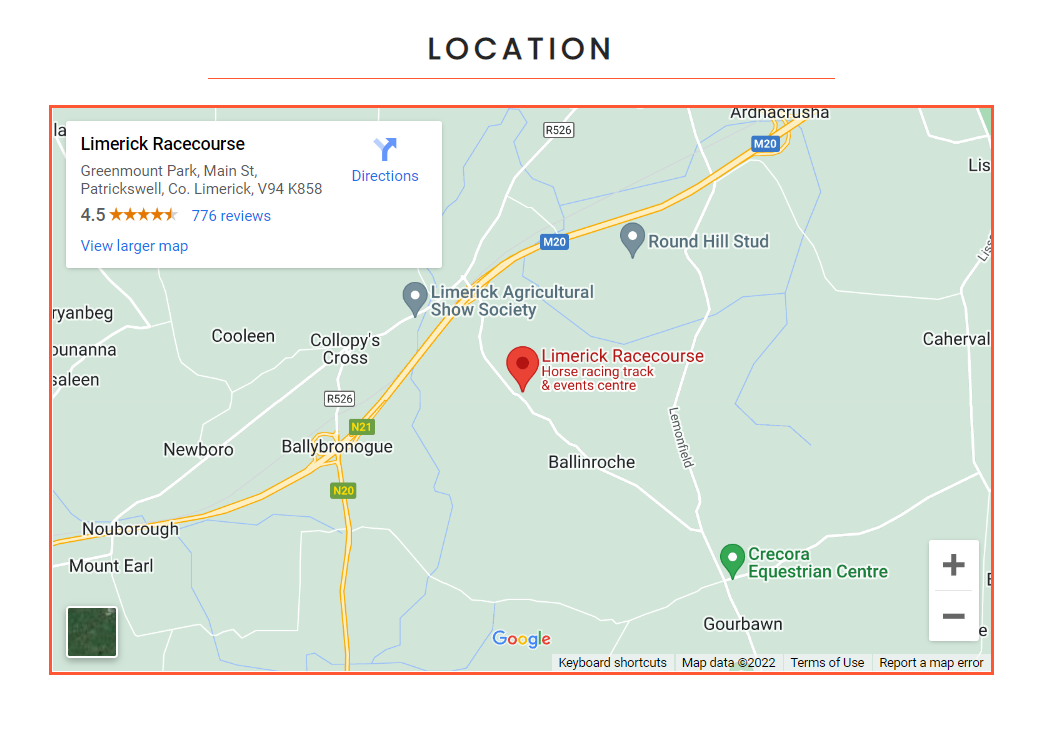 LOCATION
Ardnacrusha
R526
M20
Limerick Racecourse
Greenmount Park, Main St,
Patrickswell, Co. Limerick, V94 K858
4.5
776 reviews
View larger map
Directions
M20
Round Hill Stud
Limerick Agricultural
Show Society
ryanbeg
Cooleen
Collopy's
Cross
Caherval
saleen
Limerick Racecourse
Horse racing track
& events centre
R526
N21
Lemonfield
Newboro
Ballybronogue
Ballinroche
N20
Nouborough
Mount Earl
Crecora
Equestrian Centre
Gourbawn
Google
Keyboard shortcuts
Map data ©2022
Terms of Use
Report a map error